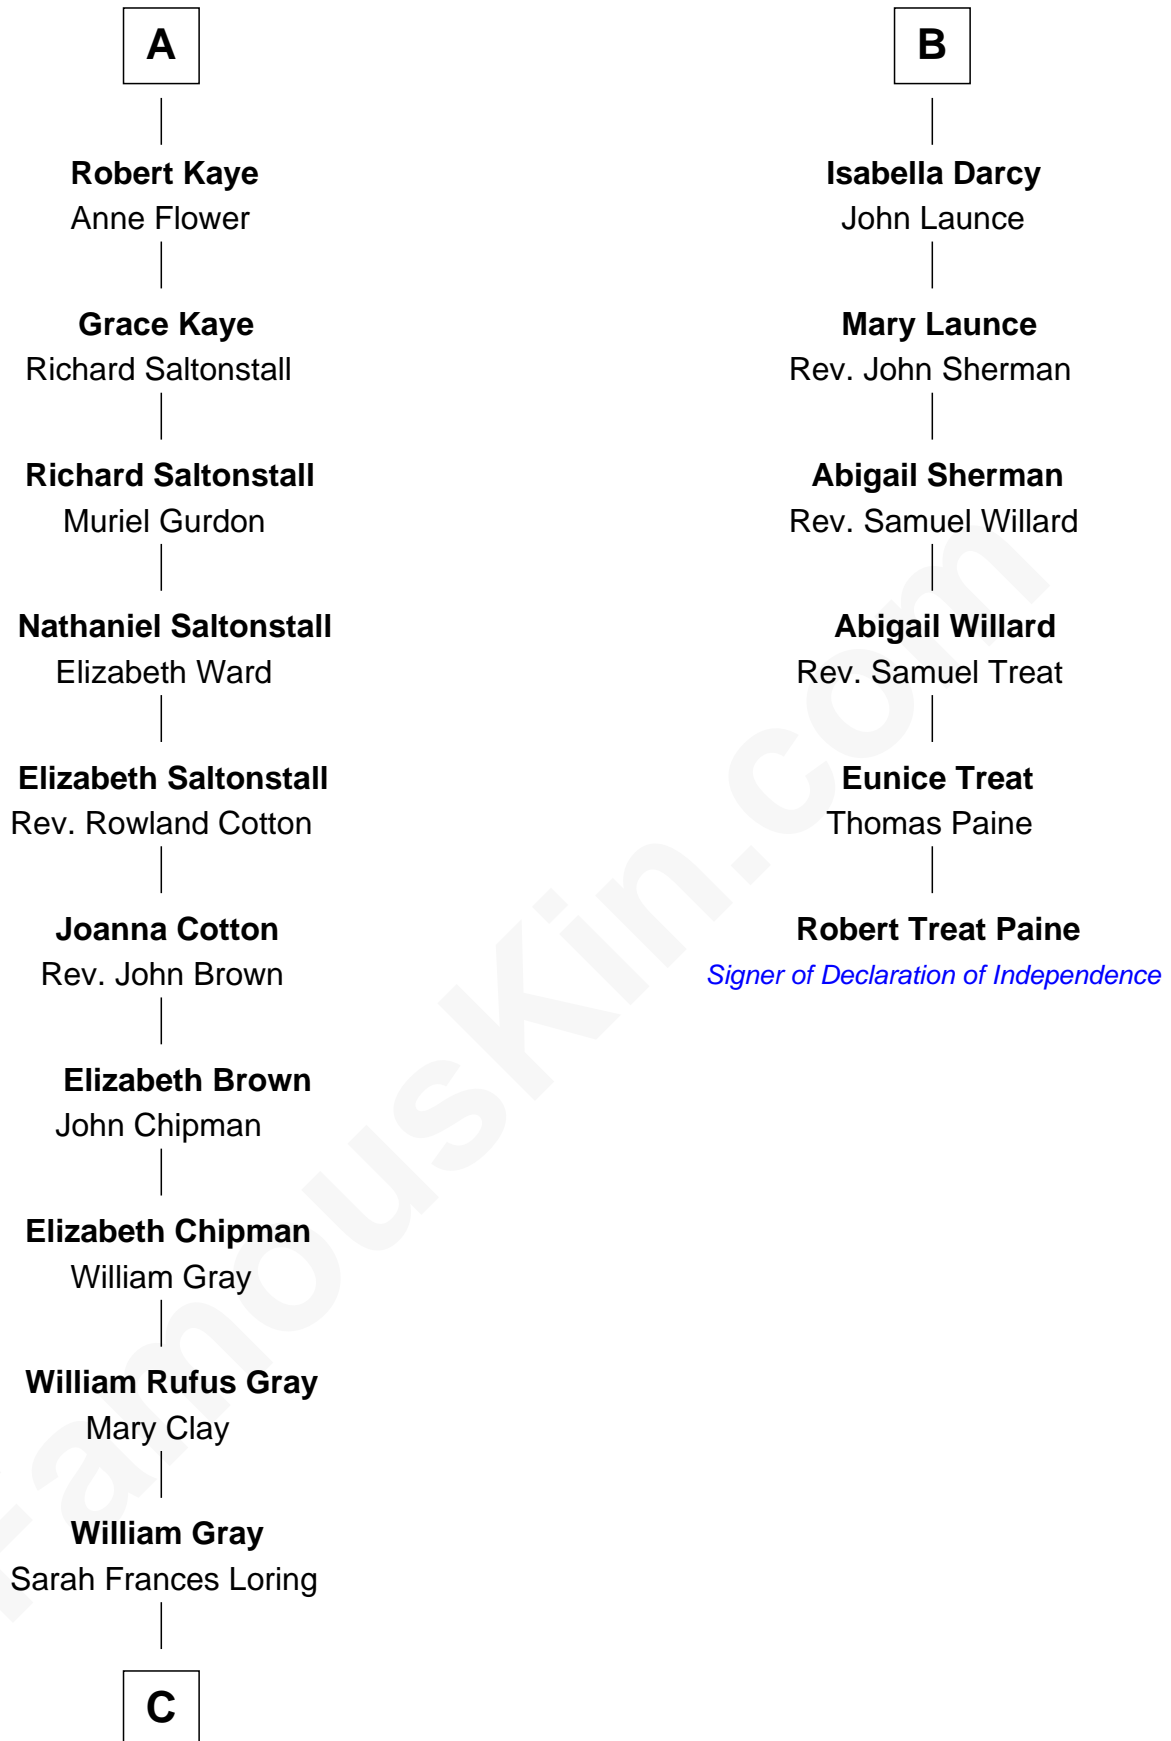 A
Robert Kaye
Anne Flower
Grace Kaye
Richard Saltonstall
Richard Saltonstall
Muriel Gurdon
Nathaniel Saltonstall
Elizabeth Ward
Elizabeth Saltonstall
Rev. Rowland Cotton
Joanna Cotton
Rev. John Brown
Elizabeth Brown
John Chipman
Elizabeth Chipman
William Gray
William Rufus Gray
Mary Clay
William Gray
Sarah Frances Loring
C
B
Isabella Darcy
John Launce
Mary Launce
Rev. John Sherman
Abigail Sherman
Rev. Samuel Willard
Abigail Willard
Rev. Samuel Treat
Eunice Treat
Thomas Paine
Robert Treat Paine
Signer of Declaration of Independence
FamousKin.com